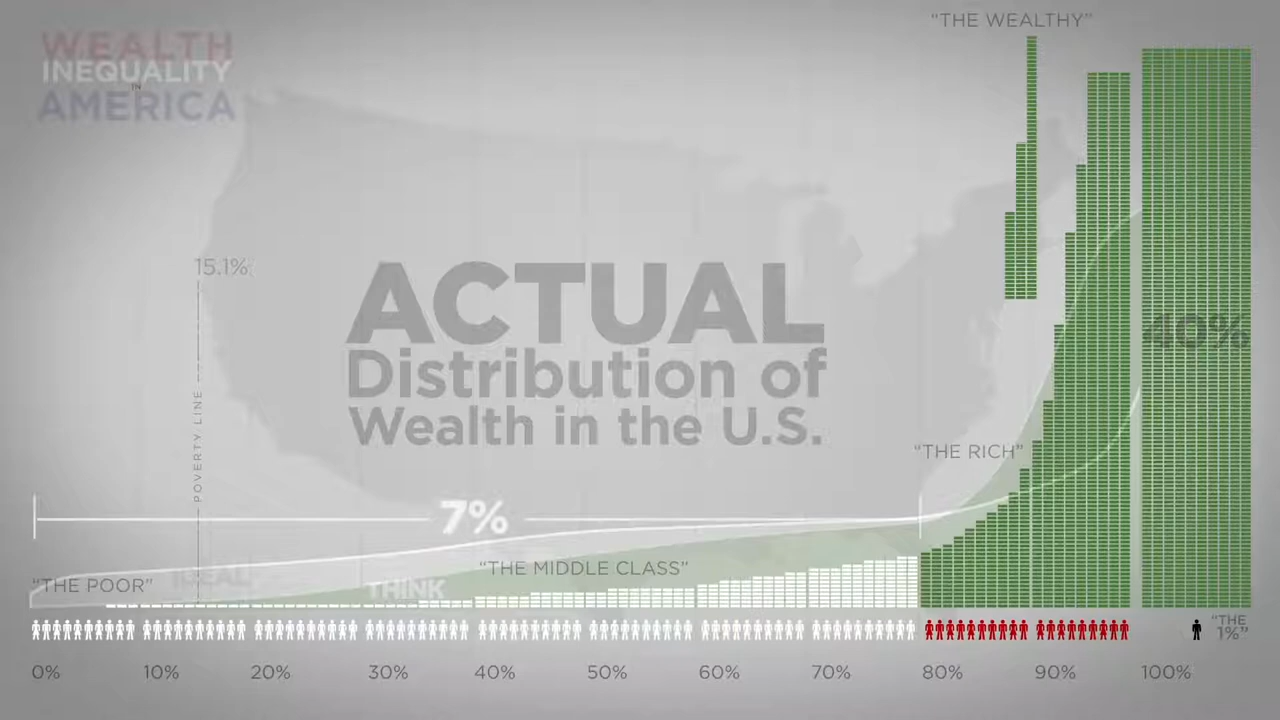 "THE WEALTHY"
WEALTH
INEQUALITY
IN
AMERICA
15.1%
ACTUAL
Distribution of
Wealth in the U.S.
40%
POVERTY LINE
"THE RICH"
7%
"THE MIDDLE CLASS"
"THE POOR"
IDEAL
THINK
"THE
1%"
0% 10% 20% 30% 40% 50% 60% 70% 80% 90% 100%